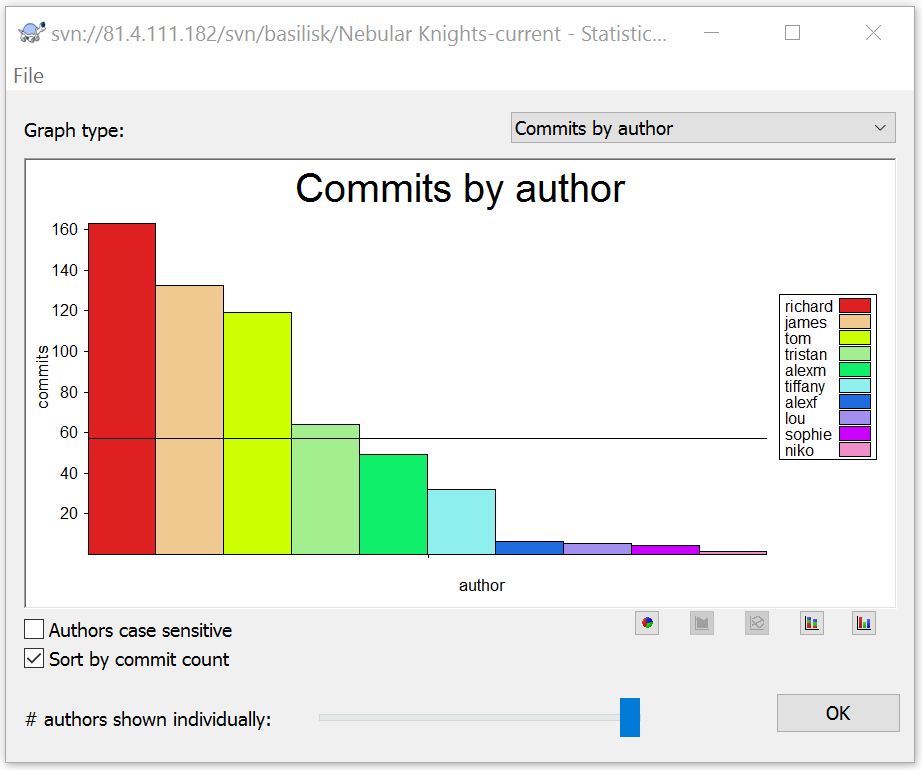 svn://81.4.111.182/svn/basilisk/Nebular Knights-current - Statistic...
File
Graph type:
Commits by author
Commits by author
160
140
120
100
80
60
40
20
commits
author
richard
james
tom
tristan
alexm
tiffany
alexf
lou
sophie
niko
Authors case sensitive
Sort by commit count
# authors shown individually:
OK